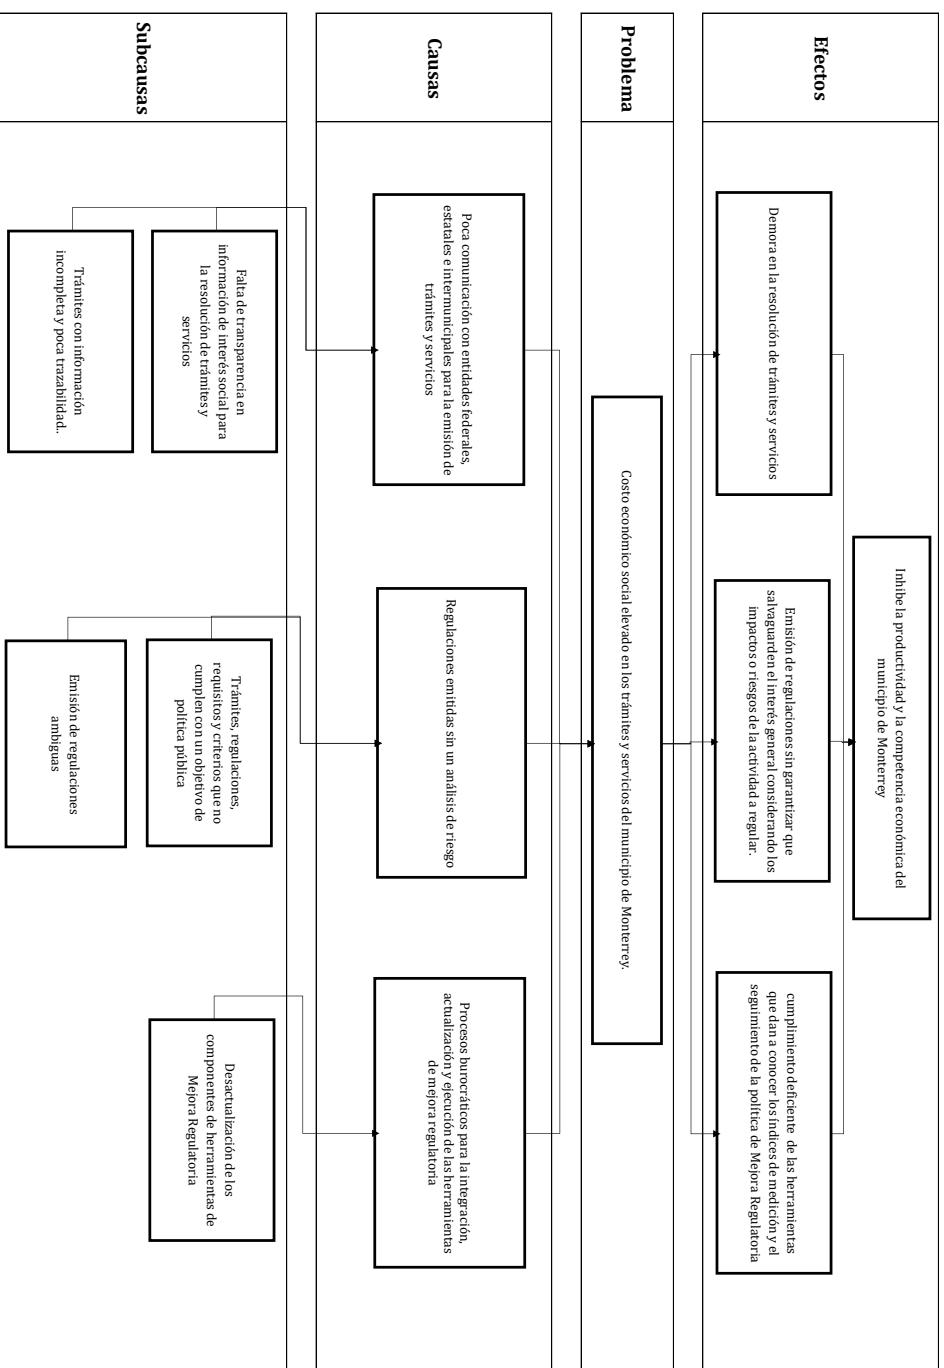 Efectos
Inhibe la productividad y la competencia económica del
municipio de Monterrey
Demora en la resolución de trámites y servicios
Emisión de regulaciones sin garantizar que
salvaguarden el interés general considerando los
impactos o riesgos de la actividad a regular.
cumplimiento deficiente de las herramientas
que dan a conocer los índices de medición y el
seguimiento de la política de Mejora Regulatoria
Problema
Costo económico social elevado en los trámites y servicios del municipio de Monterrey.
Causas
Poca comunicación con entidades federales,
estatales e intermunicipales para la emisión de
trámites y servicios
Regulaciones emitidas sin un análisis de riesgo
Procesos burocráticos para la integración,
actualización y ejecución de las herramientas
de mejora regulatoria
Subcausas
Falta de transparencia en
información de interés social para
la resolución de trámites y
servicios
Trámites, regulaciones,
requisitos y criterios que no
cumplen con un objetivo de
política pública
Desactualización de los
componentes de herramientas de
Mejora Regulatoria
Trámites con información
incompleta y poca trazabilidad..
Emisión de regulaciones
ambiguas